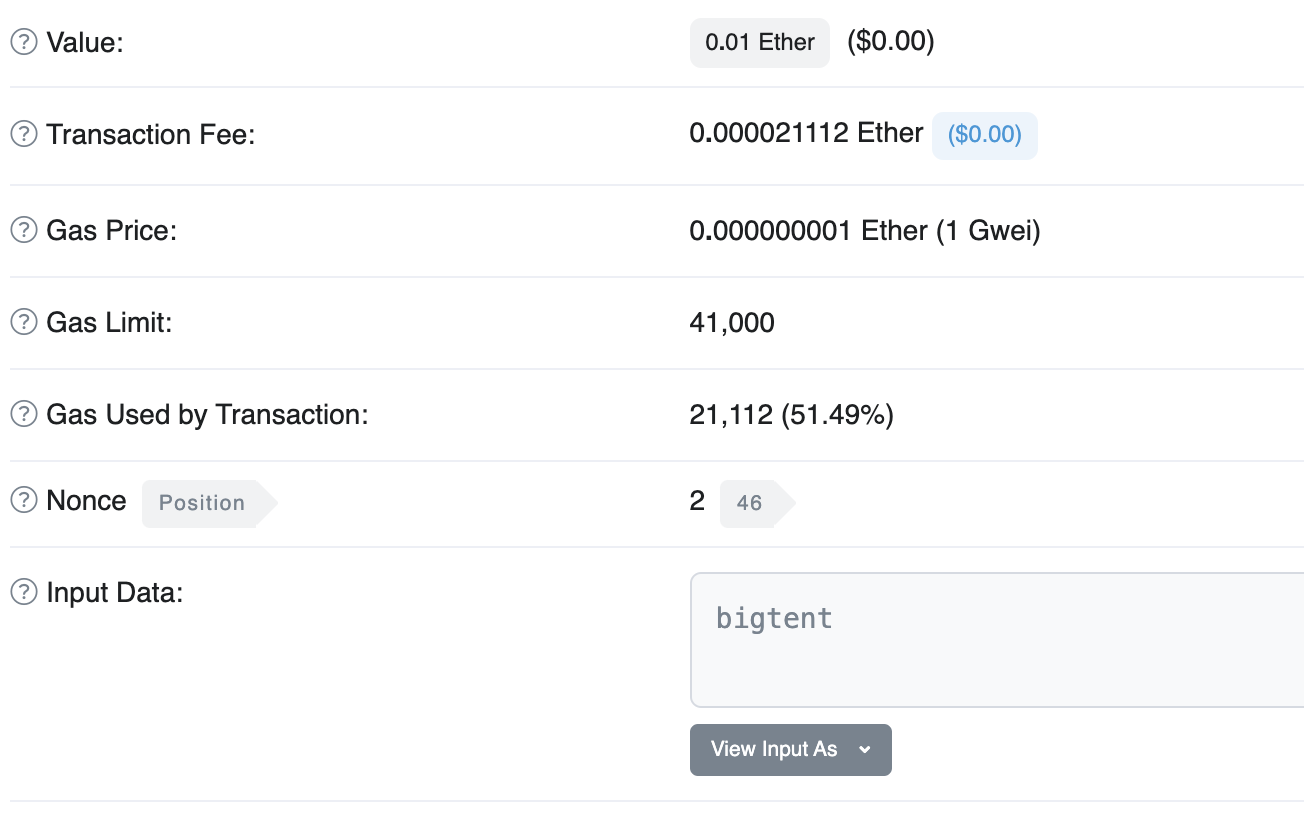 Value: 0.01 Ether ($0.00)
Transaction Fee: 0.000021112 Ether ($0.00)
Gas Price: 0.000000001 Ether (1 Gwei)
Gas Limit: 41,000
Gas Used by Transaction: 21,112 (51.49%)
Nonce Position 2 46
Input Data: bigtent
View Input As